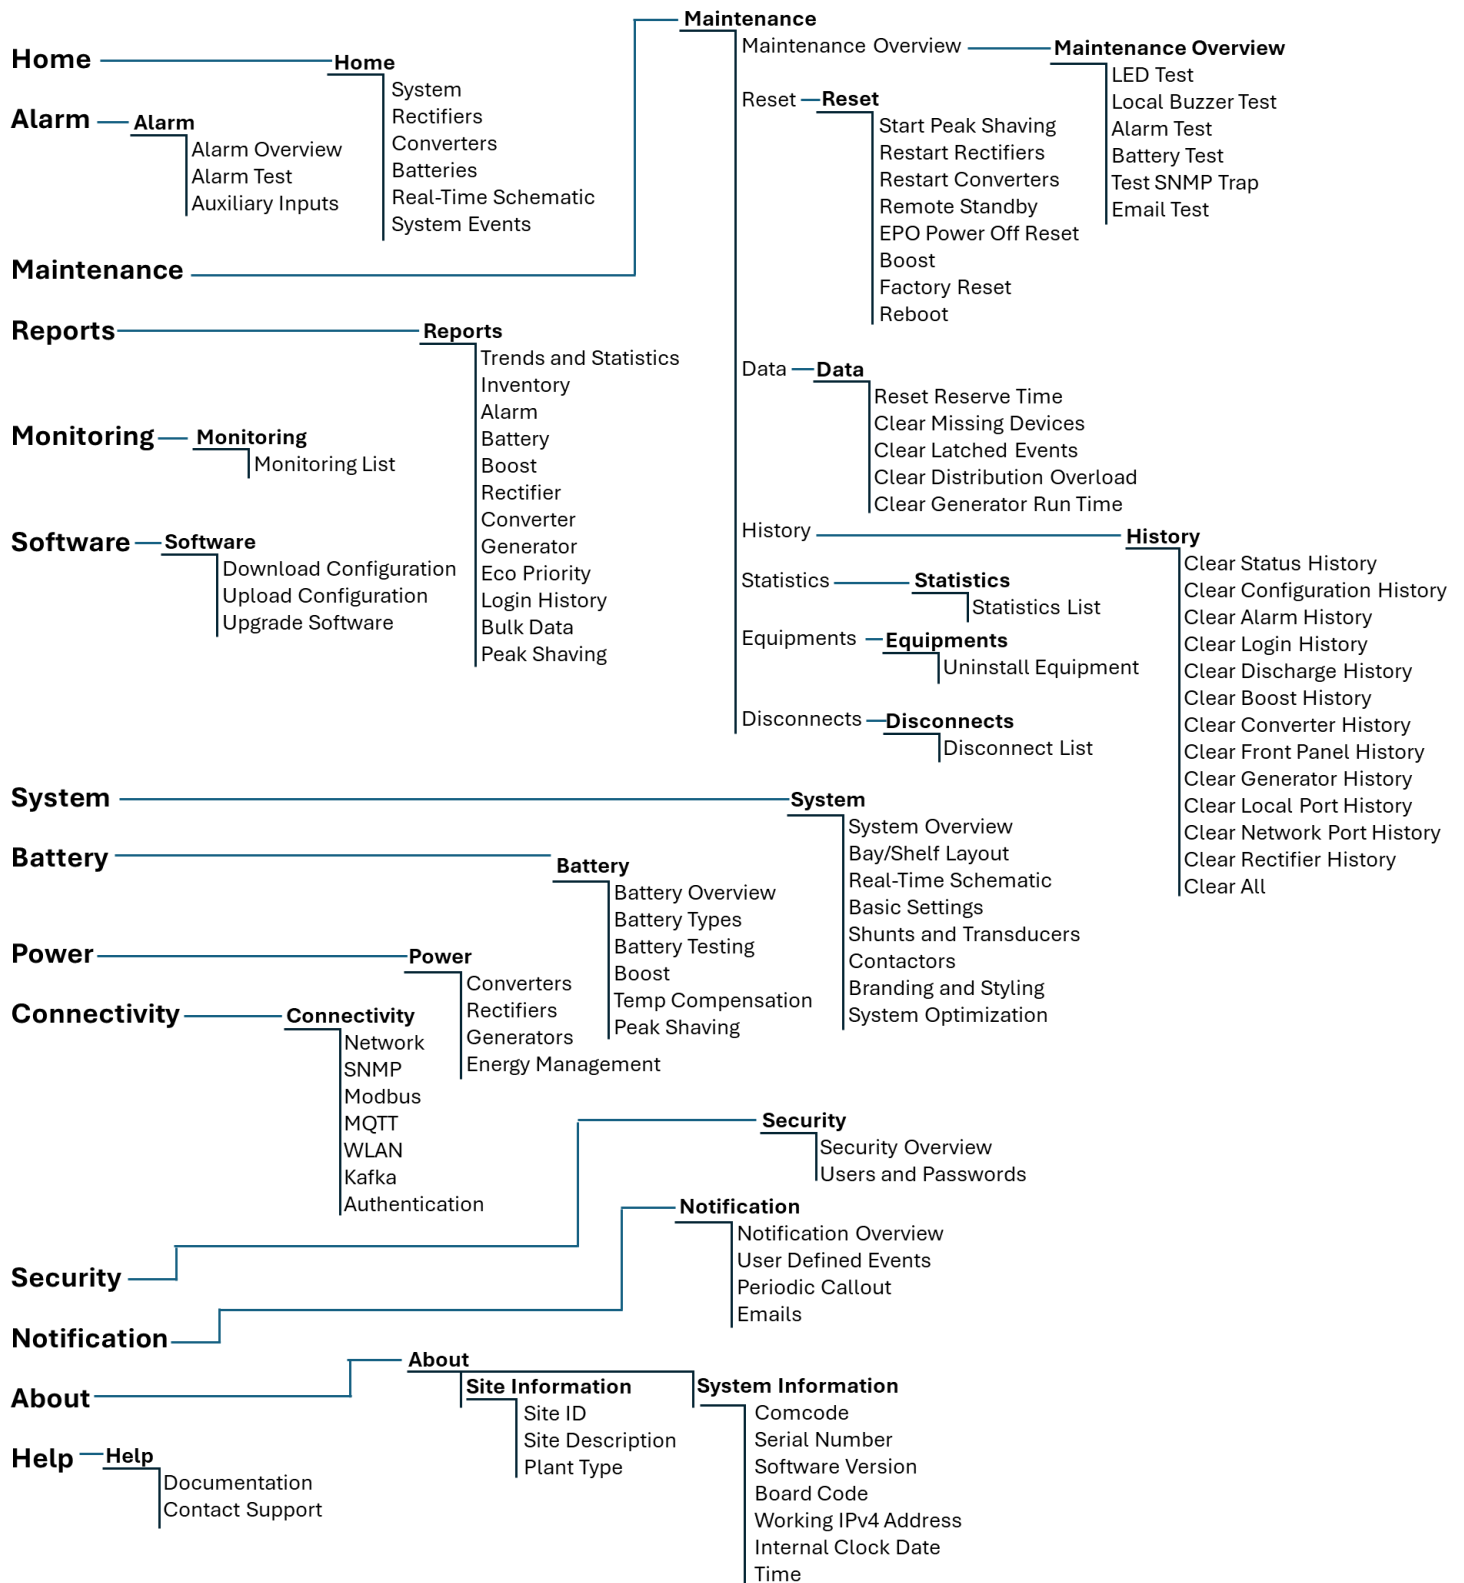 Home
Home
System
Rectifiers
Converters
Batteries
Real-Time Schematic
System Events
Alarm
Alarm
Alarm Overview
Alarm Test
Auxiliary Inputs
Maintenance
Maintenance
Maintenance Overview
Maintenance Overview
LED Test
Local Buzzer Test
Alarm Test
Battery Test
Test SNMP Trap
Email Test
Reset
Reset
Start Peak Shaving
Restart Rectifiers
Restart Converters
Remote Standby
EPO Power Off Reset
Boost
Factory Reset
Reboot
Data
Data
Reset Reserve Time
Clear Missing Devices
Clear Latched Events
Clear Distribution Overload
Clear Generator Run Time
History
History
Clear Status History
Clear Configuration History
Clear Alarm History
Clear Login History
Clear Discharge History
Clear Boost History
Clear Converter History
Clear Front Panel History
Clear Generator History
Clear Local Port History
Clear Network Port History
Clear Rectifier History
Clear All
Statistics
Statistics
Statistics List
Equipments
Equipments
Uninstall Equipment
Disconnects
Disconnects
Disconnect List
Reports
Reports
Trends and Statistics
Inventory
Alarm
Battery
Boost
Rectifier
Converter
Generator
Eco Priority
Login History
Bulk Data
Peak Shaving
Monitoring
Monitoring
Monitoring List
Software
Software
Download Configuration
Upload Configuration
Upgrade Software
System
System
System Overview
Bay/Shelf Layout
Real-Time Schematic
Basic Settings
Shunts and Transducers
Contactors
Branding and Styling
System Optimization
Battery
Battery
Battery Overview
Battery Types
Battery Testing
Boost
Temp Compensation
Peak Shaving
Power
Power
Converters
Rectifiers
Generators
Energy Management
Connectivity
Connectivity
Network
SNMP
Modbus
MQTT
WLAN
Kafka
Authentication
Security
Security
Security Overview
Users and Passwords
Notification
Notification
Notification Overview
User Defined Events
Periodic Callout
Emails
About
About
Site Information
Site ID
Site Description
Plant Type
System Information
Comcode
Serial Number
Software Version
Board Code
Working IPv4 Address
Internal Clock Date
Time
Help
Help
Documentation
Contact Support